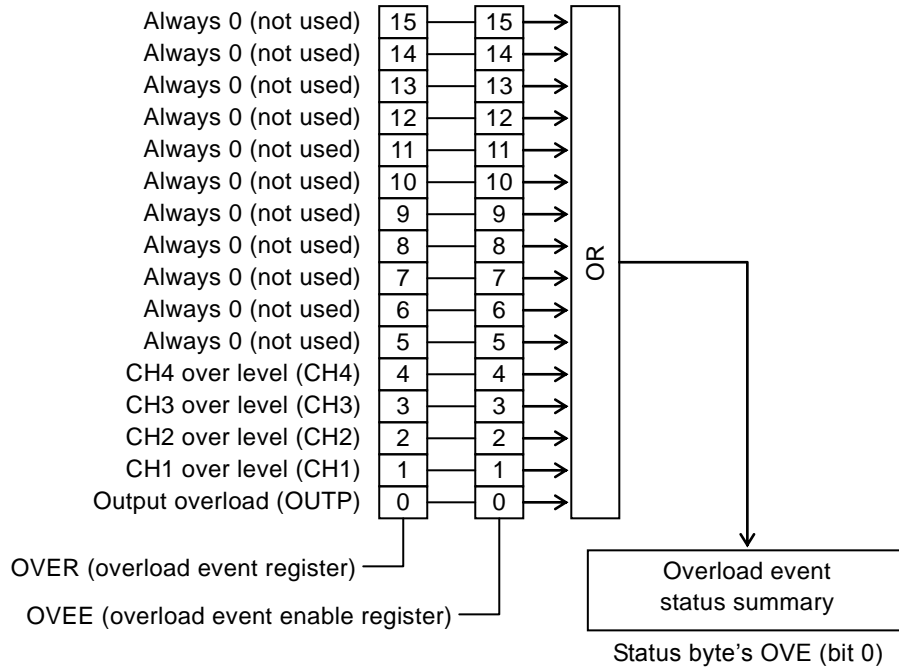 Always 0 (not used) 15 15
Always 0 (not used) 14 14
Always 0 (not used) 13 13
Always 0 (not used) 12 12
Always 0 (not used) 11 11
Always 0 (not used) 10 10
Always 0 (not used) 9 9
Always 0 (not used) 8 8
Always 0 (not used) 7 7
Always 0 (not used) 6 6
Always 0 (not used) 5 5
CH4 over level (CH4) 4 4
CH3 over level (CH3) 3 3
CH2 over level (CH2) 2 2
CH1 over level (CH1) 1 1
Output overload (OUTP) 0 0
OR
OVER (overload event register)
OVEE (overload event enable register)
Overload event
status summary
Status byte's OVE (bit 0)